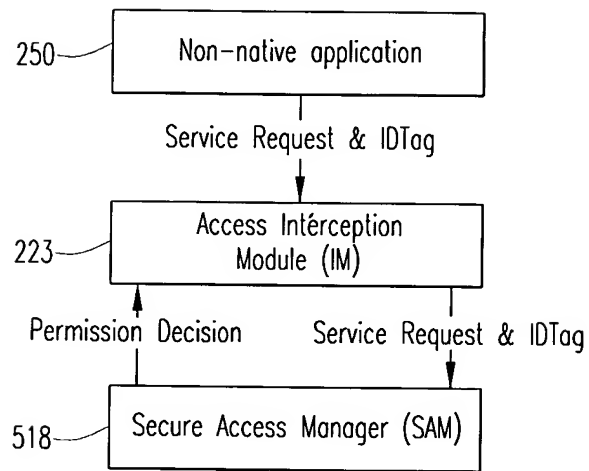 250
Non-native application
Service Request & IDTag
223
Access Intérception
Module (IM)
Permission Decision
Service Request & IDTag
518
Secure Access Manager (SAM)